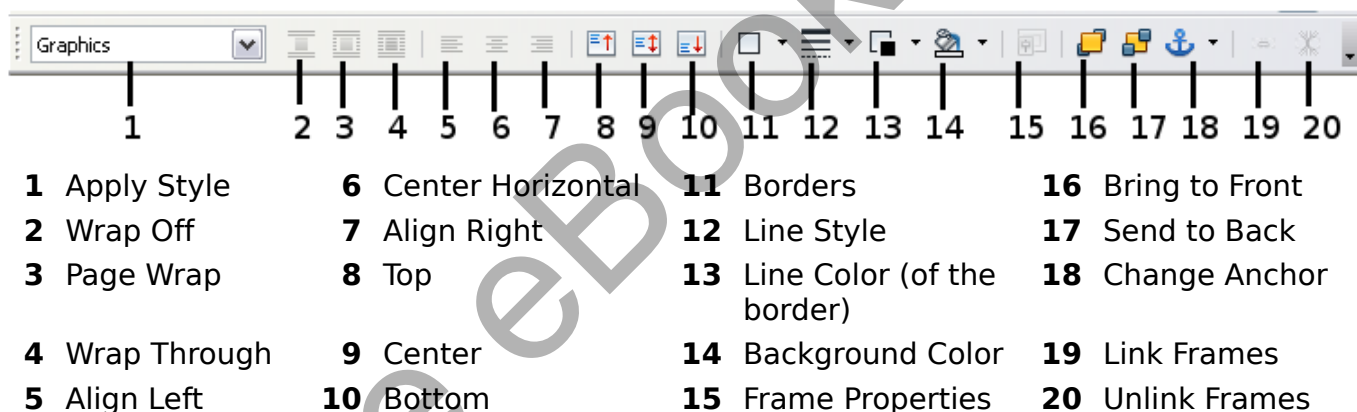 Graphics
1 2 3 4 5 6 7 8 9 10 11 12 13 14 15 16 17 18 19 20
1 Apply Style 6 Center Horizontal 11 Borders 16 Bring to Front
2 Wrap Off 7 Align Right 12 Line Style 17 Send to Back
3 Page Wrap 8 Top 13 Line Color (of the 18 Change Anchor
border)
4 Wrap Through 9 Center 14 Background Color 19 Link Frames
5 Align Left 10 Bottom 15 Frame Properties 20 Unlink Frames
eBook